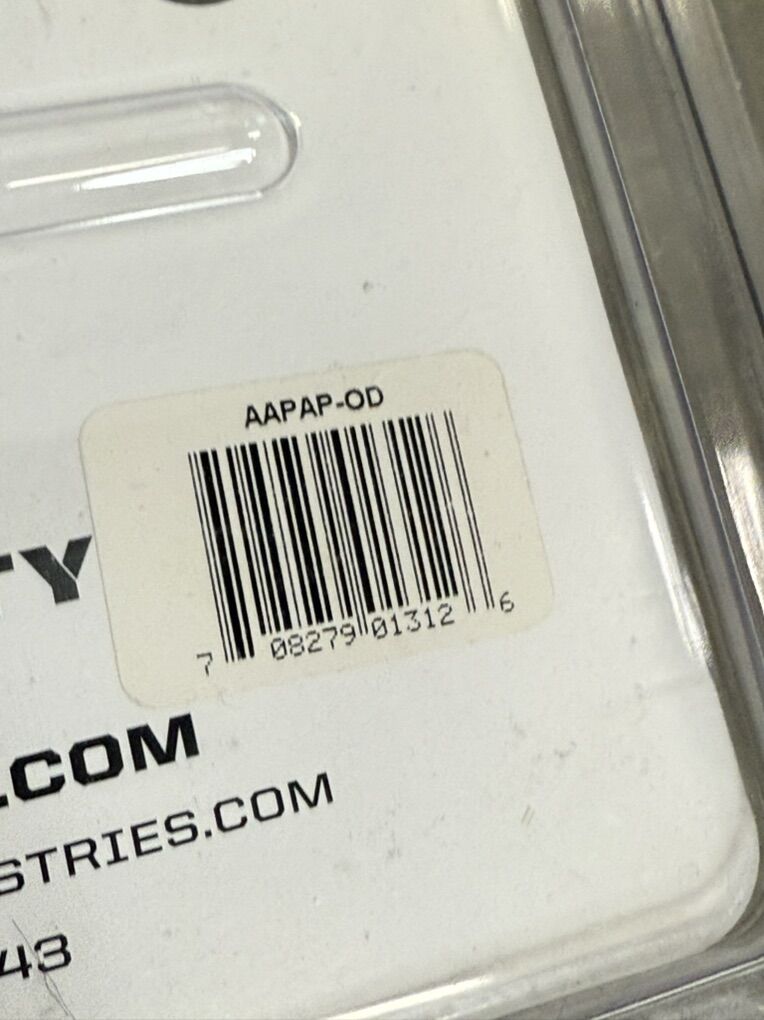 AAPAP-OD
TY
7 08279 01312 6
.COM
STRIES.COM
43